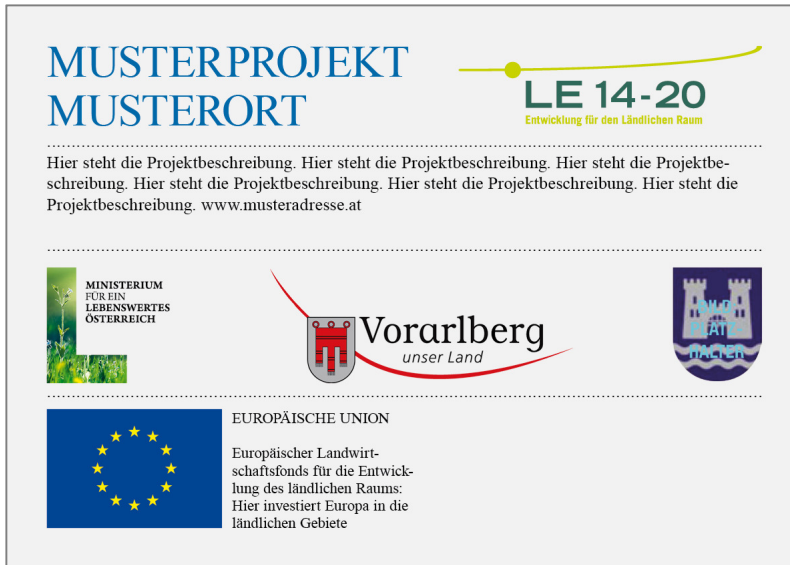 MUSTERPROJEKT
MUSTERORT
LE 14-20
Entwicklung für den Ländlichen Raum
Hier steht die Projektbeschreibung. Hier steht die Projektbeschreibung. Hier steht die Projektbe-
schreibung. Hier steht die Projektbeschreibung. Hier steht die Projektbeschreibung. Hier steht die
Projektbeschreibung. www.musteradresse.at
MINISTERIUM
FÜR EIN
LEBENSWERTES
ÖSTERREICH
Vorarlberg
unser Land
BILD
PLATZ-
HALTER
EUROPÄISCHE UNION
Europäischer Landwirt-
schaftsfonds für die Entwick-
lung des ländlichen Raums:
Hier investiert Europa in die
ländlichen Gebiete